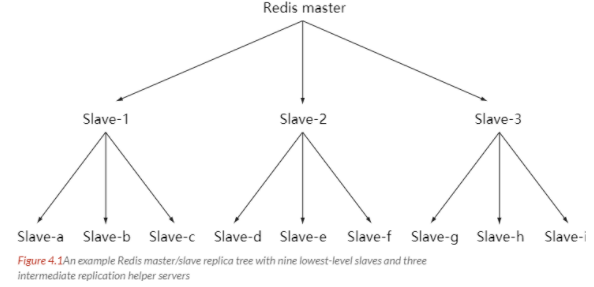 Redis master
Slave-1 Slave-2 Slave-3
Slave-a Slave-b Slave-c Slave-d Slave-e Slave-f Slave-g Slave-h Slave-i
Figure 4.1An example Redis master/slave replica tree with nine lowest-level slaves and three
intermediate replication helper servers